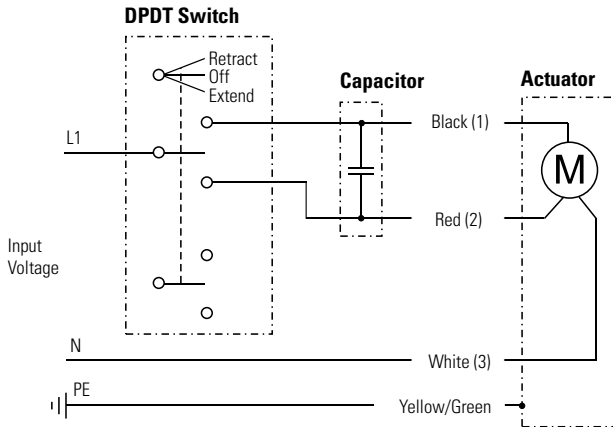 DPDT Switch
Retract
Off
Extend
Capacitor
Actuator
L1
Black (1)
M
Red (2)
Input
Voltage
N
White (3)
PE
Yellow/Green